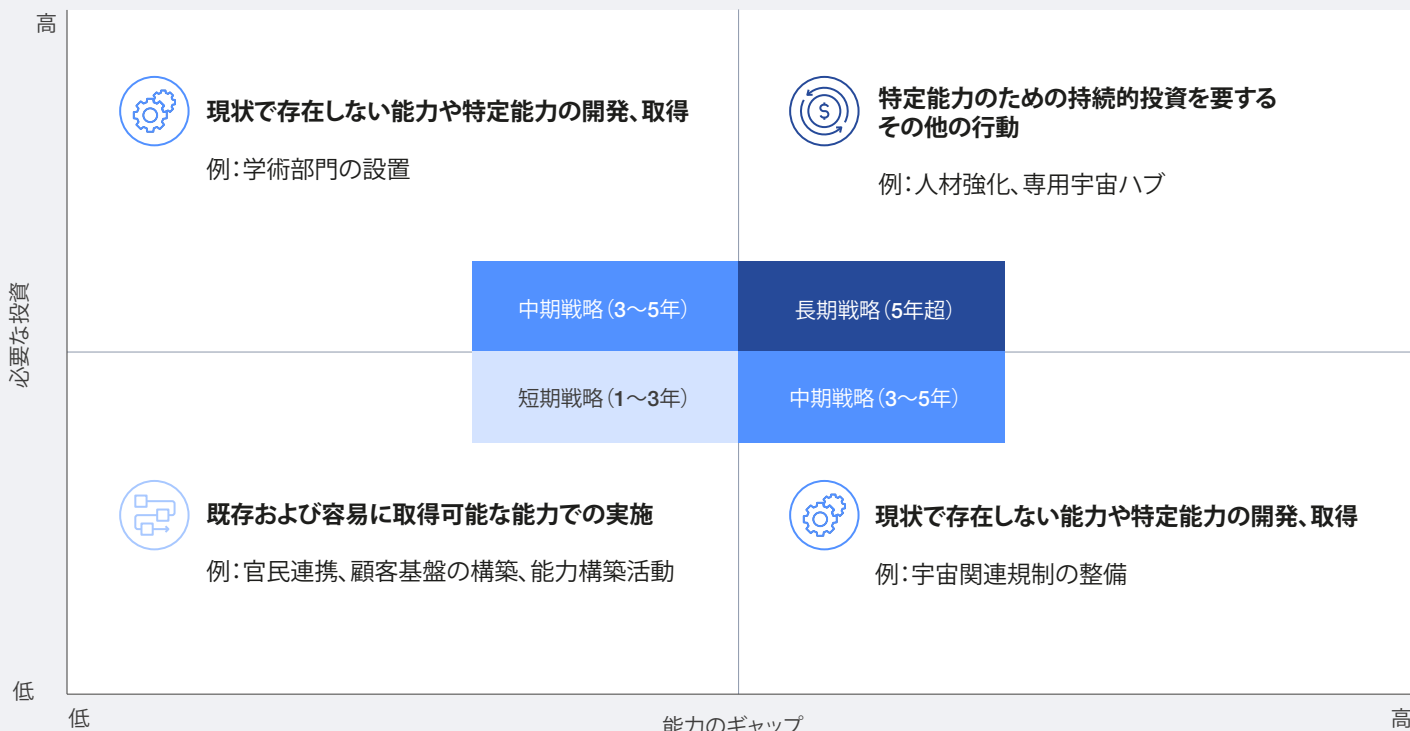 高
現状で存在しない能力や特定能力の開発、取得
例：学術部門の設置
特定能力のための持続的投資を要する
その他の行動
例：人材強化、専用宇宙ハブ
$
必要な投資
中期戦略（3～5年）
長期戦略（5年超）
短期戦略（1～3年）
中期戦略（3～5年）
既存および容易に取得可能な能力での実施
例：官民連携、顧客基盤の構築、能力構築活動
現状で存在しない能力や特定能力の開発、取得
例：宇宙関連規制の整備
低
低
能力のギャップ
高